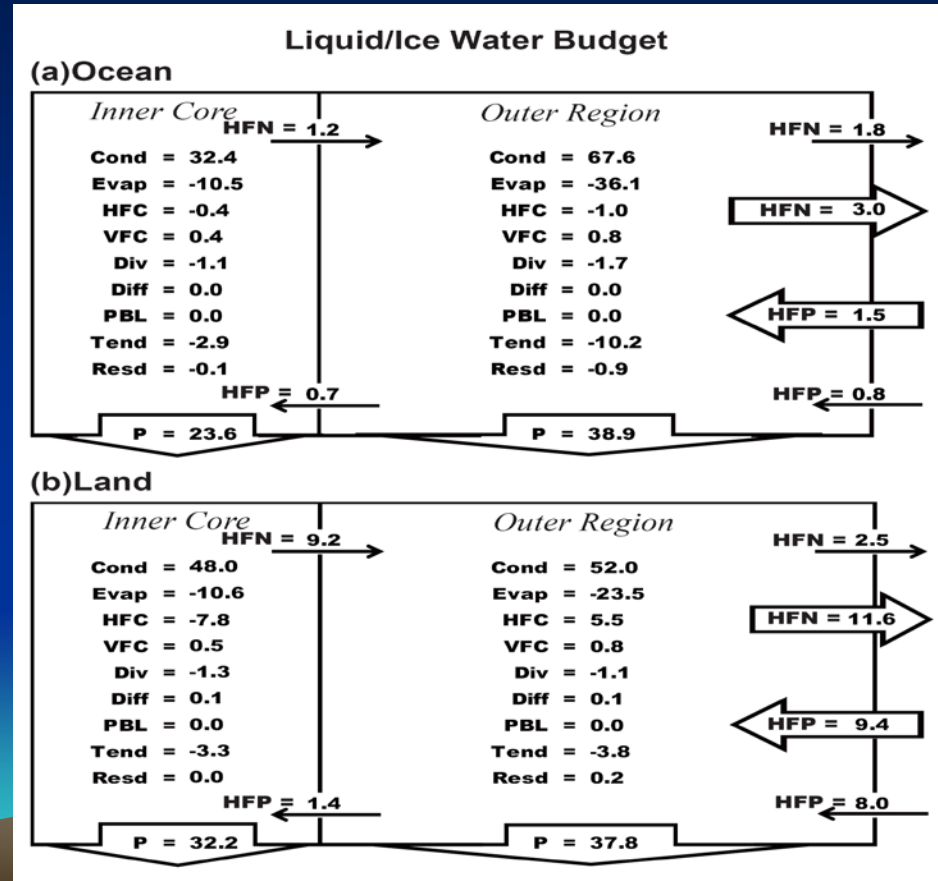 Liquid/Ice Water Budget
(a)Ocean
Inner Core
HFN = 1.2
Cond = 32.4
Evap = -10.5
HFC = -0.4
VFC = 0.4
Div = -1.1
Diff = 0.0
PBL = 0.0
Tend = -2.9
Resd = -0.1
HFP = 0.7
P = 23.6
Outer Region
HFN = 1.8
Cond = 67.6
Evap = -36.1
HFC = -1.0
VFC = 0.8
Div = -1.7
Diff = 0.0
PBL = 0.0
Tend = -10.2
Resd = -0.9
HFN = 3.0
HFP = 1.5
HFP = 0.8
P = 38.9
(b)Land
Inner Core
HFN = 9.2
Cond = 48.0
Evap = -10.6
HFC = -7.8
VFC = 0.5
Div = -1.3
Diff = 0.1
PBL = 0.0
Tend = -3.3
Resd = 0.0
HFP = 1.4
P = 32.2
Outer Region
HFN = 2.5
Cond = 52.0
Evap = -23.5
HFC = 5.5
VFC = 0.8
Div = -1.1
Diff = 0.1
PBL = 0.0
Tend = -3.8
Resd = 0.2
HFN = 11.6
HFP = 9.4
HFP = 8.0
P = 37.8